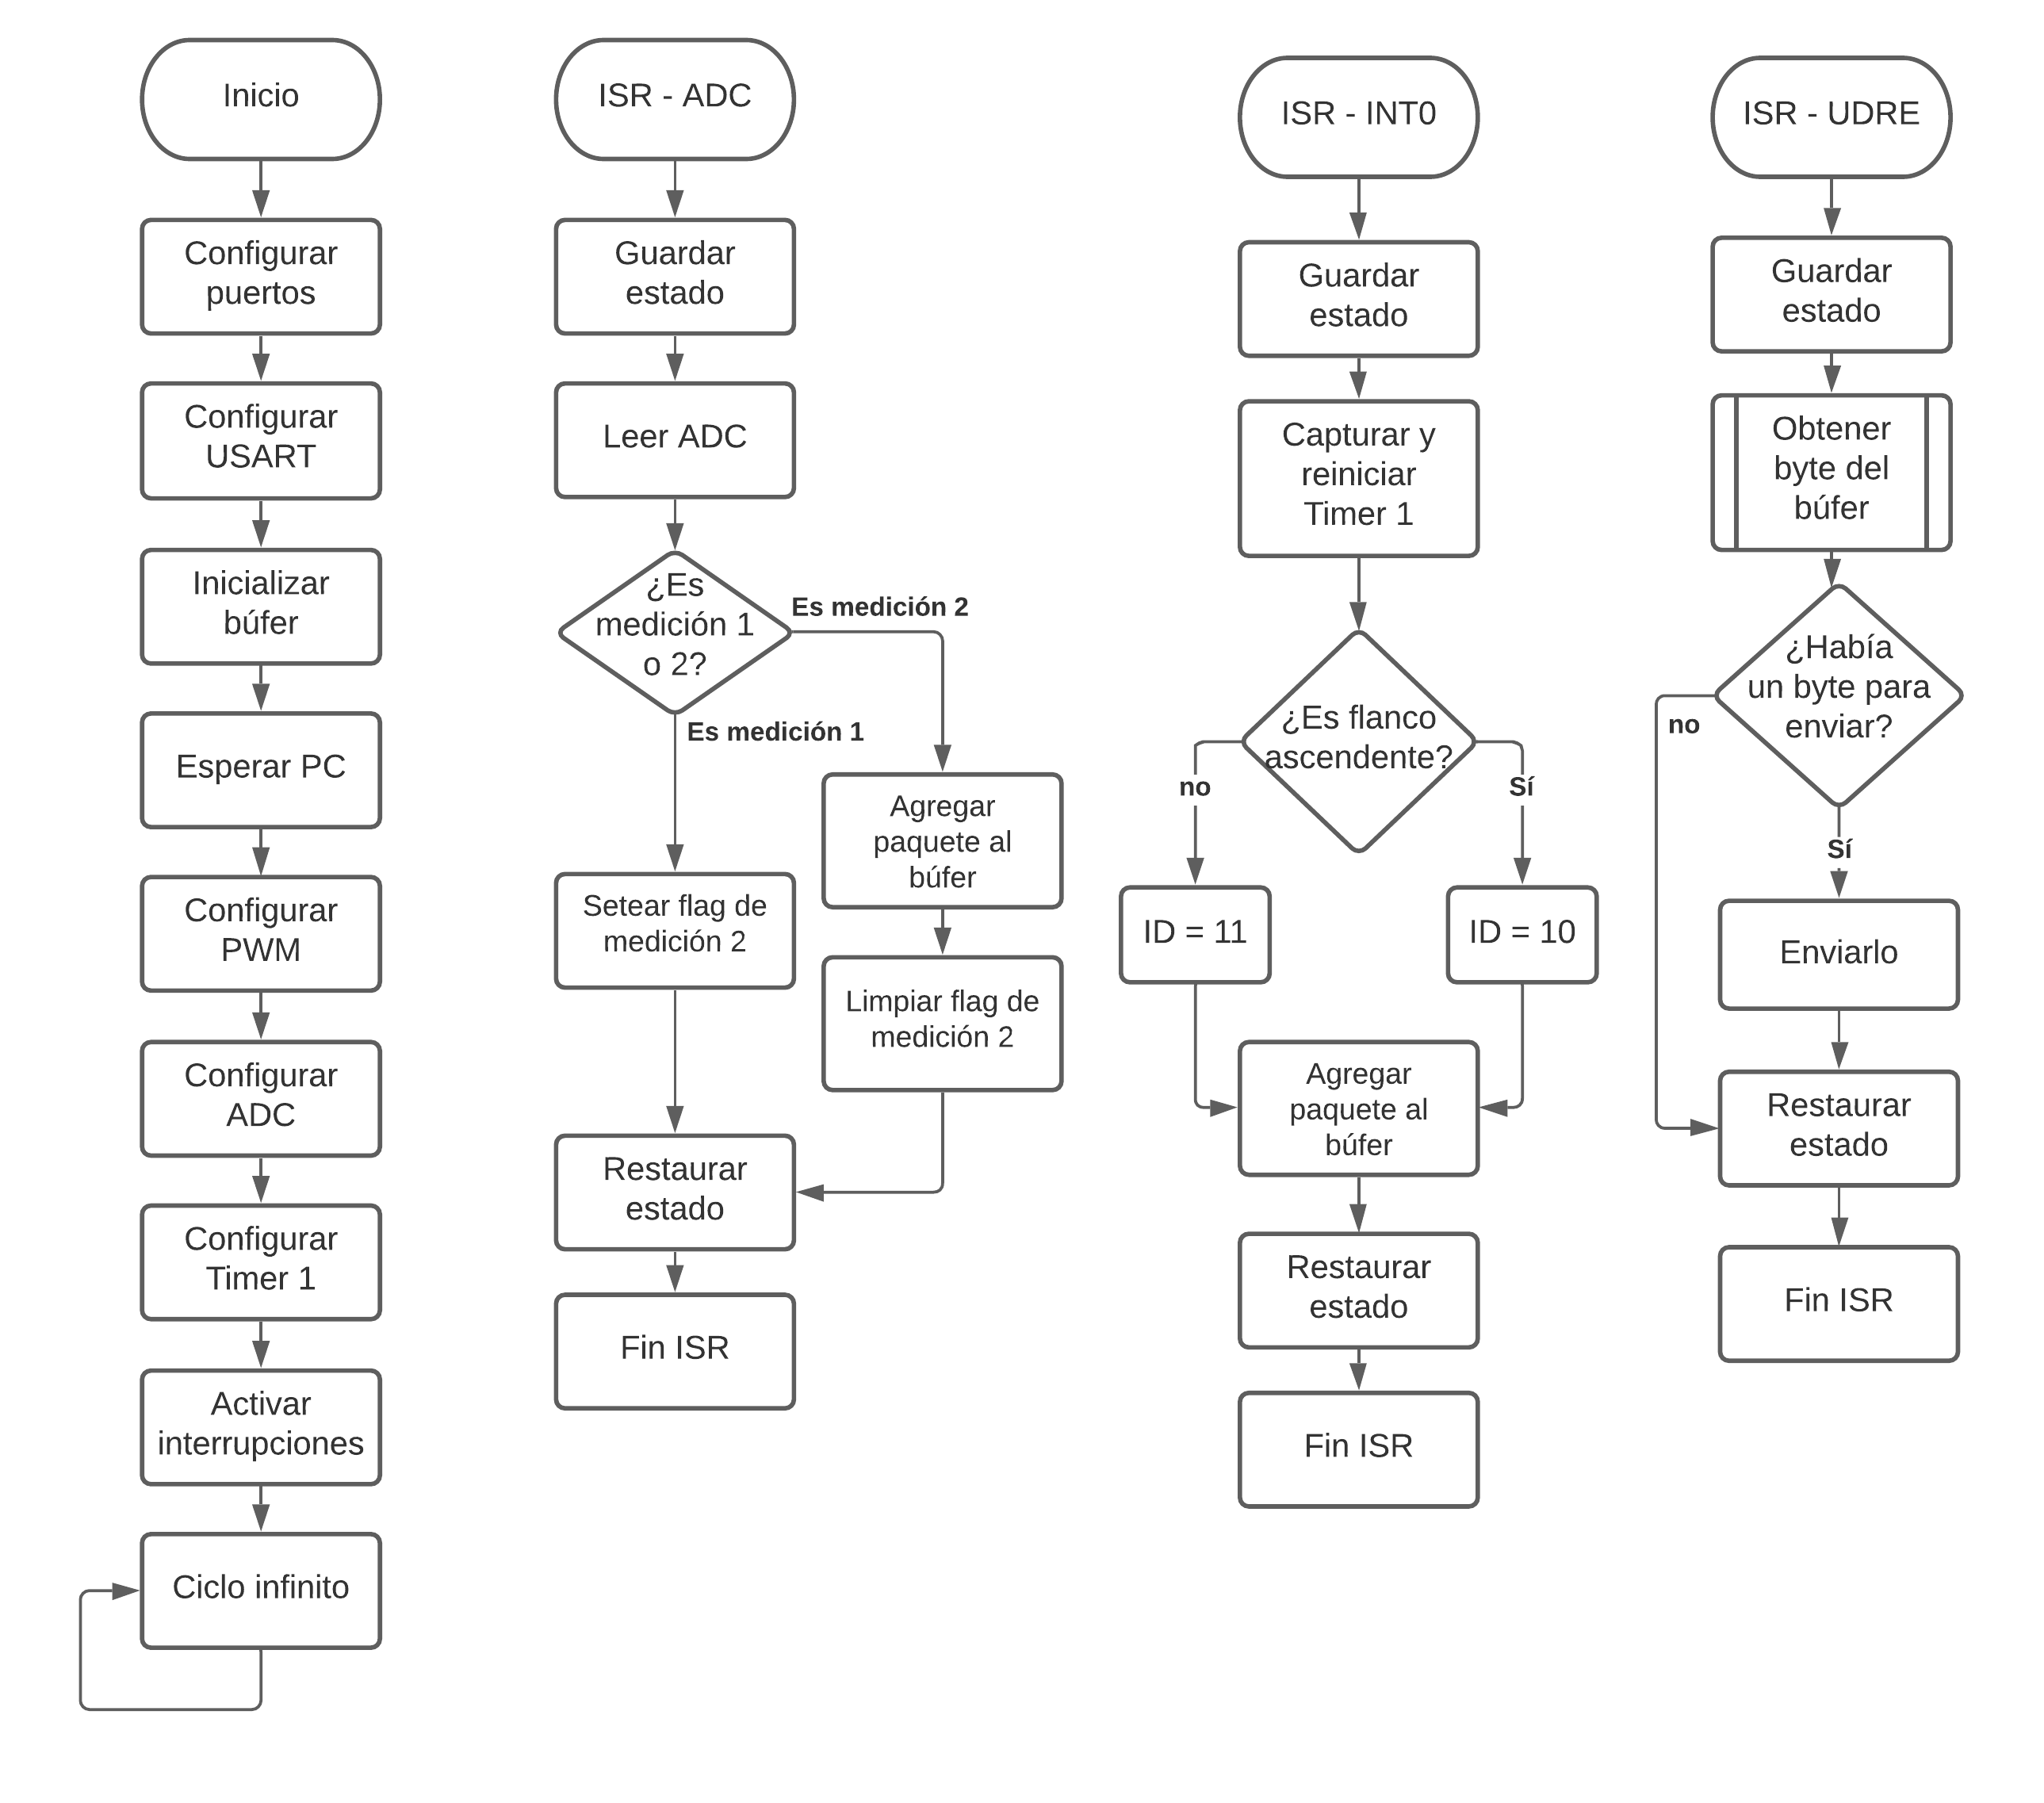 Inicio
Configurar
puertos
Configurar
USART
Inicializar
búfer
Esperar PC
Configurar
PWM
Configurar
ADC
Configurar
Timer 1
Activar
interrupciones
Ciclo infinito
ISR - ADC
Guardar
estado
Leer ADC
¿Es
medición 1
o 2?
Es medición 2
Es medición 1
Agregar
paquete al
búfer
Setear flag de
medición 2
Limpiar flag de
medición 2
Restaurar
estado
Fin ISR
ISR - INT0
Guardar
estado
Capturar y
reiniciar
Timer 1
¿Es flanco
ascendente?
no
Sí
ID = 11
ID = 10
Agregar
paquete al
búfer
Restaurar
estado
Fin ISR
ISR - UDRE
Guardar
estado
Obtener
byte del
búfer
¿Había
un byte para
enviar?
no
Sí
Enviarlo
Restaurar
estado
Fin ISR